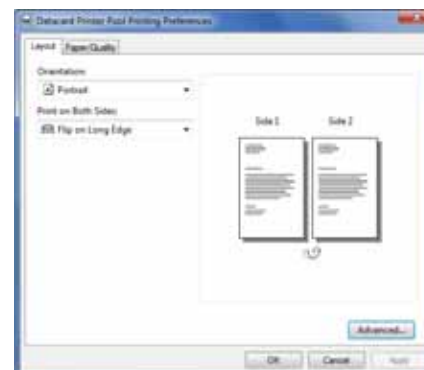 Datacard Printer Pool Printing Preferences
Layout Paper/Quality
Orientation:
Portrait
Print on Both Sides:
Flip on Long Edge
Side 1 Side 2
Advanced...
OK Cancel Apply